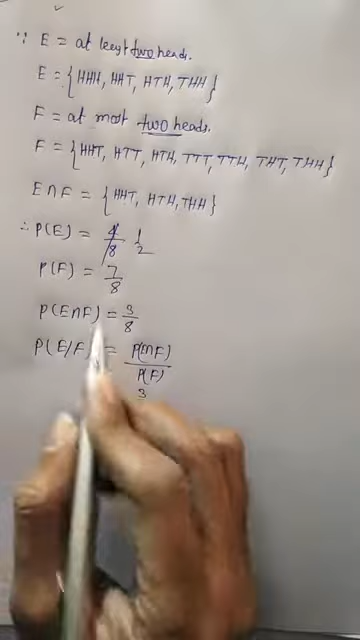 ∵ E = at leest two heads.
E = {HHH, HHT, HTH, THH}
F = at most two heads.
F = {HHT, HTT, HTH, TTT, TTH, THT, THH}
E∩F = {HHT, HTH, THH}
∴ P(E) = 4/8 1/2
P(F) = 7/8
P(E∩F) = 3/8
P(E/F) = P(E∩F)/P(F)
3